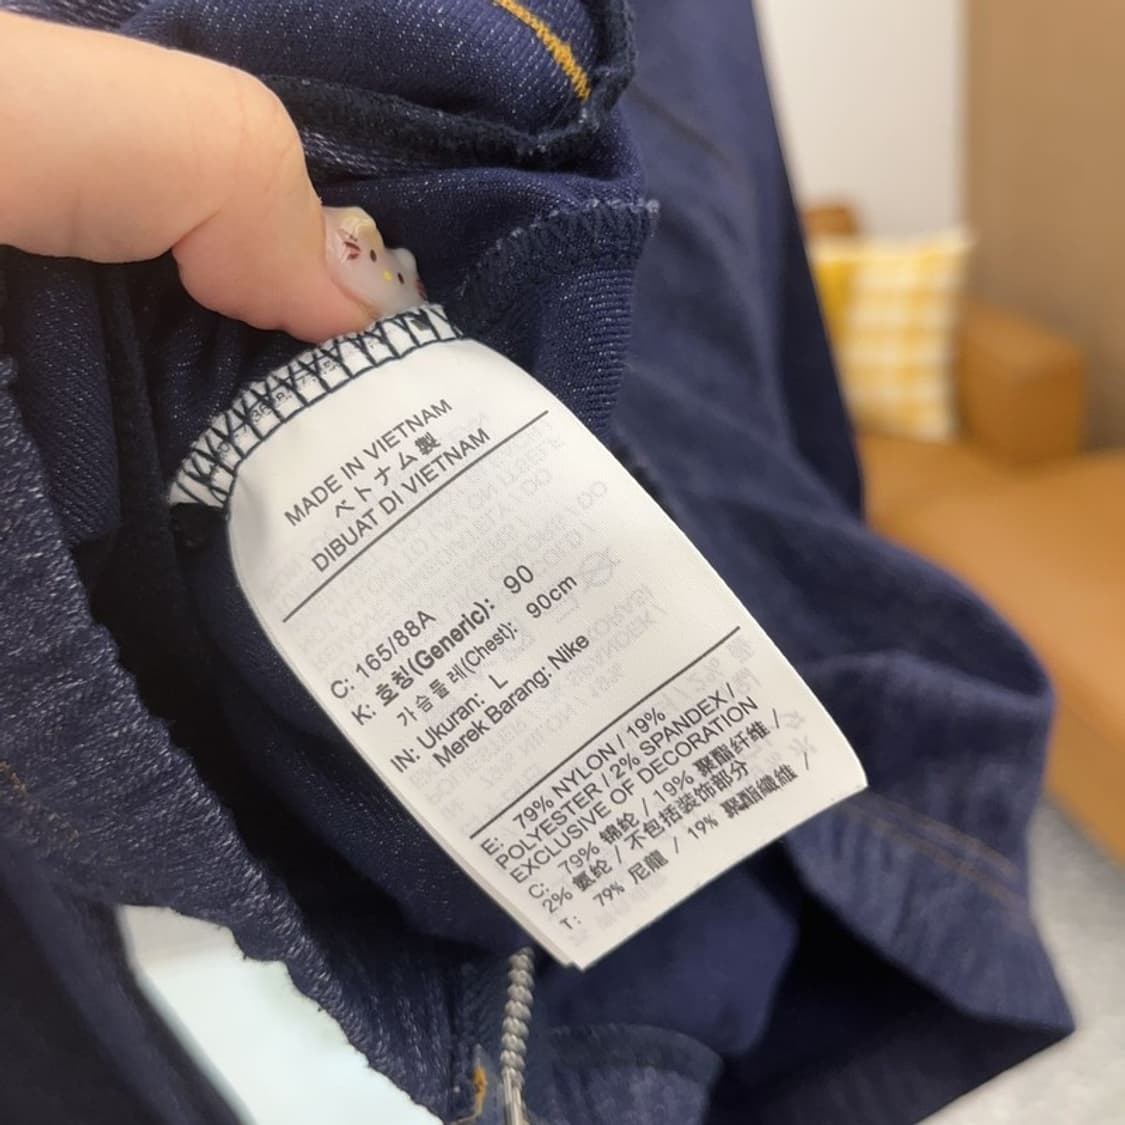 MADE IN VIETNAM
ベトナム製
DIBUAT DI VIETNAM
C: 165/88A
K: 호칭(Generic): 90
가슴둘레(Chest): 90cm
IN: Ukuran: L
Merek Barang: Nike
E: 79% NYLON / 19%
POLYESTER / 2% SPANDEX /
EXCLUSIVE OF DECORATION
C: 79% 锦纶 / 19% 聚酯纤维 /
2% 氨纶 / 不包括装饰部分
T: 79% 尼龍 / 19% 聚酯纖維 /